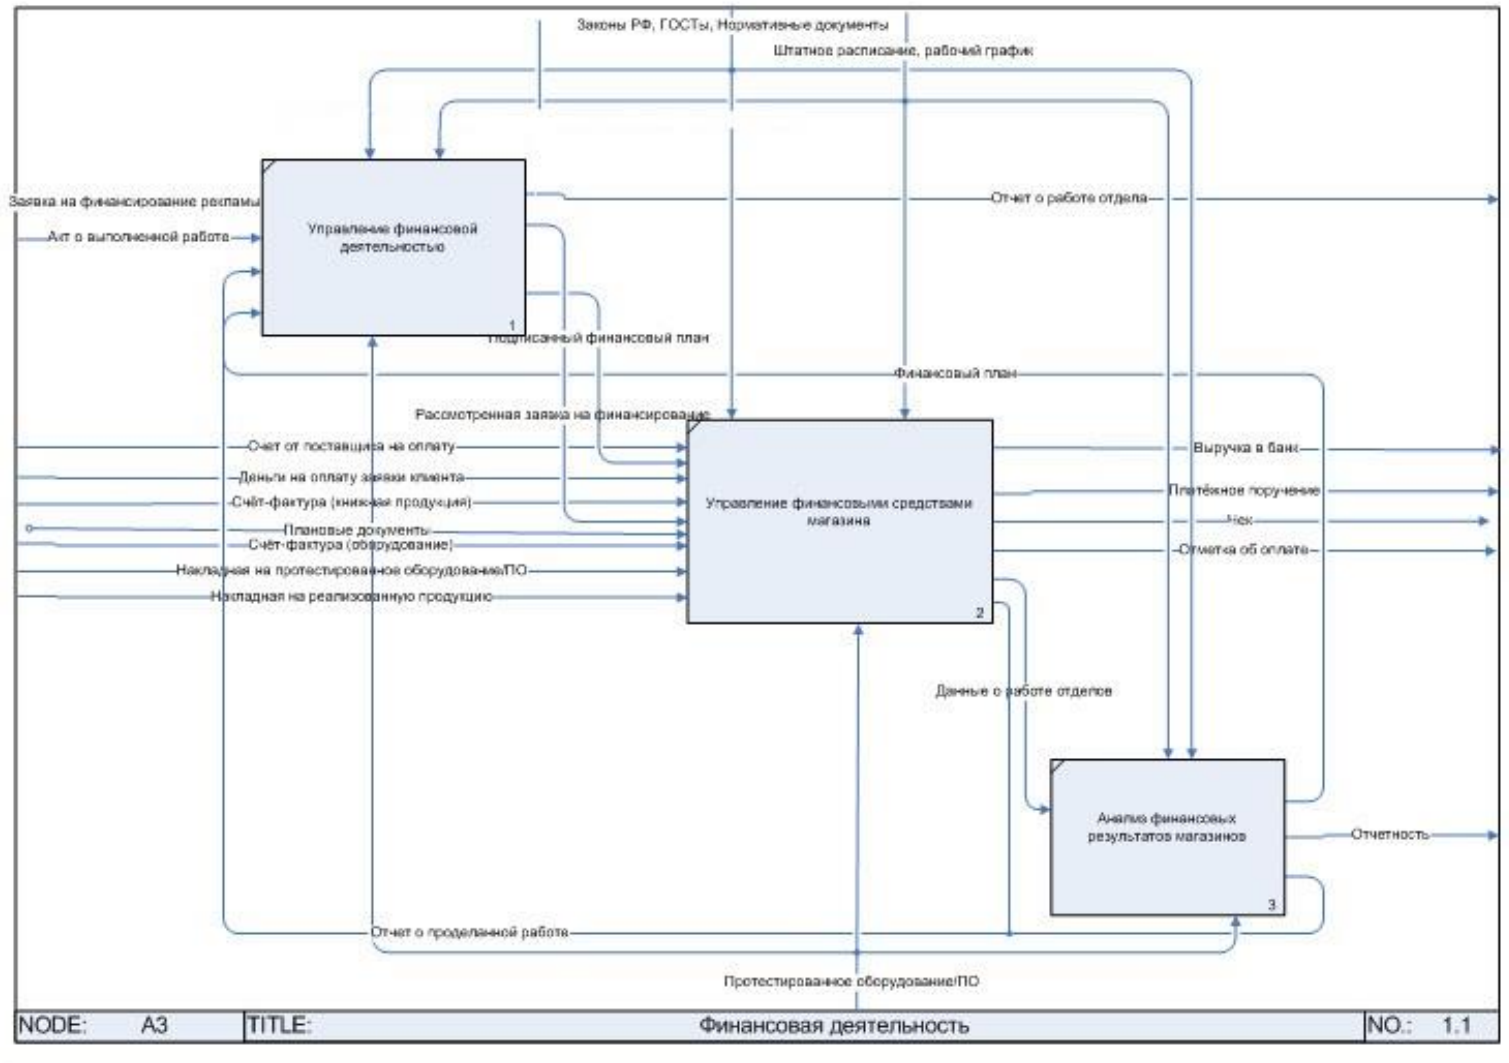 Законы РФ, ГОСТы, Нормативные документы
Штатное расписание, рабочий график
Заявка на финансирование рекламы
Отчет о работе отдела
Акт о выполненной работе
Управление финансовой
деятельностью
1
Подписанный финансовый план
Финансовый план
Рассмотренная заявка на финансирование
Счет от поставщика на оплату
Выручка в банк
Деньги на оплату заявки клиента
Платёжное поручение
Счёт-фактура (книжная продукция)
Управление финансовыми средствами
магазина
Чек
Плановые документы
Счёт-фактура (оборудование)
Отметка об оплате
Накладная на протестированное оборудование/ПО
Накладная на реализованную продукцию
2
Данные о работе отделов
Анализ финансовых
результатов магазинов
Отчетность
3
Отчет о проделанной работе
Протестированное оборудование/ПО
NODE: A3 TITLE: Финансовая деятельность NO.: 1.1